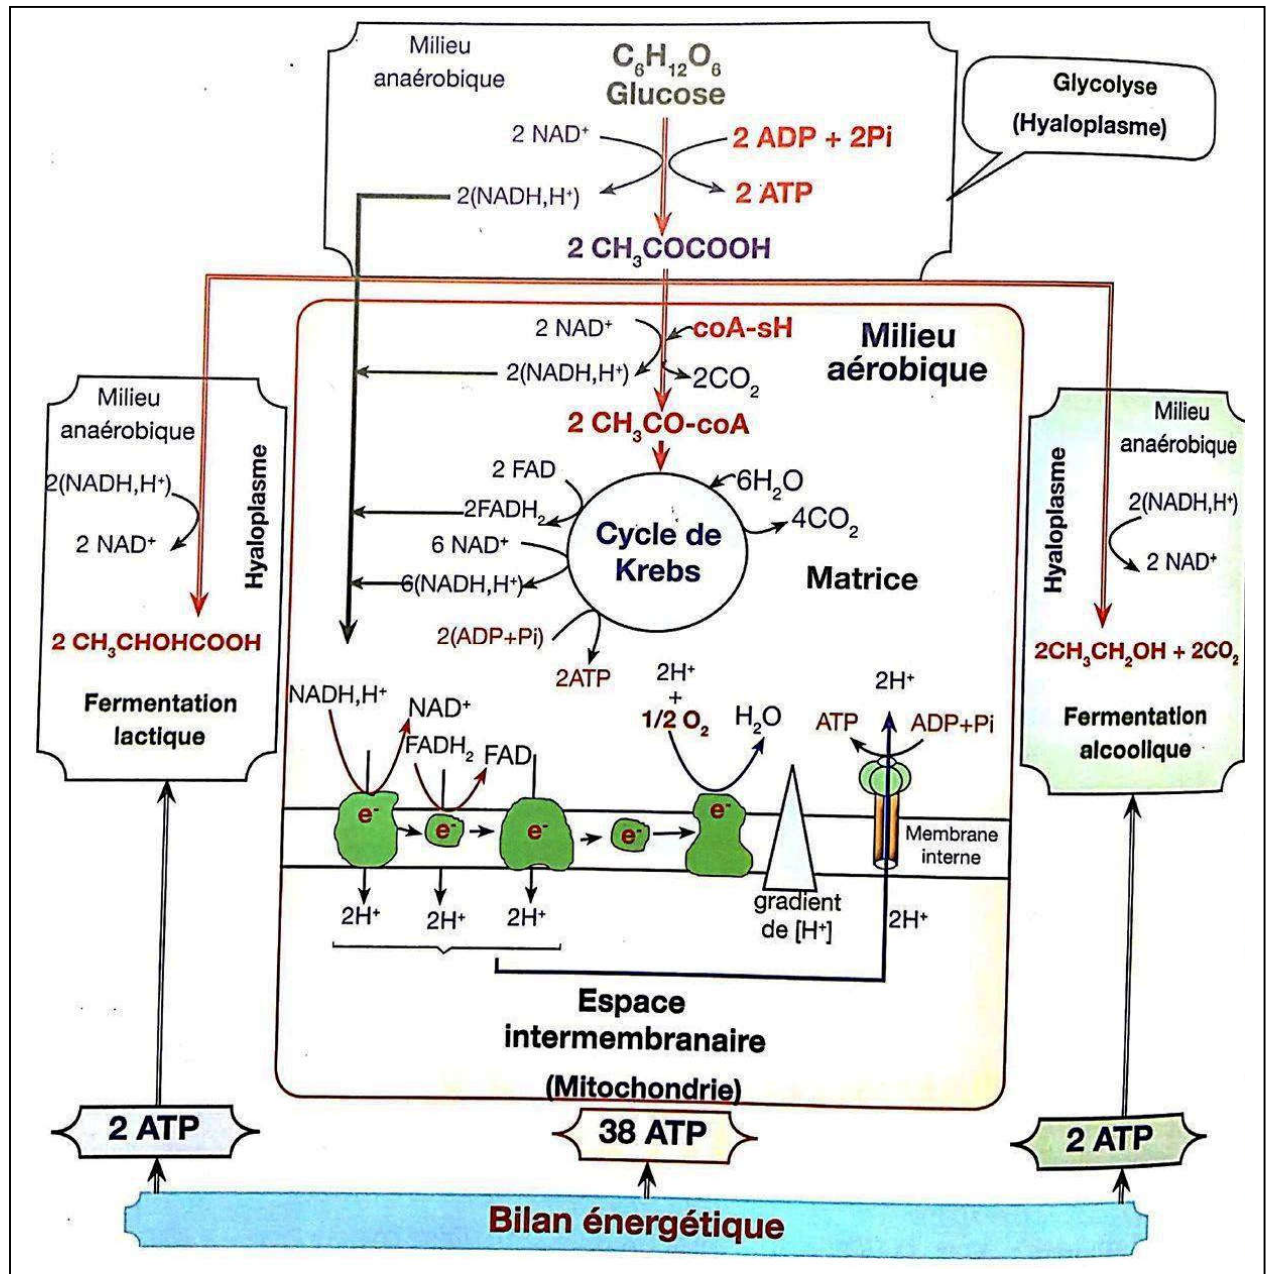 Milieu
anaérobique
C₆H₁₂O₆
Glucose
Glycolyse
(Hyaloplasme)
2 NAD⁺
2 ADP + 2Pi
2(NADH,H⁺)
2 ATP
2 CH₃COCOOH
2 NAD⁺
coA-sH
Milieu
aérobique
2(NADH,H⁺)
2CO₂
2 CH₃CO-coA
Milieu
anaérobique
2(NADH,H⁺)
2 NAD⁺
Hyaloplasme
2 CH₃CHOHCOOH
Fermentation
lactique
2 FAD
6H₂O
2FADH₂
4CO₂
6 NAD⁺
Cycle de
Krebs
6(NADH,H⁺)
Matrice
2(ADP+Pi)
2ATP
Milieu
anaérobique
Hyaloplasme
2(NADH,H⁺)
2 NAD⁺
2CH₃CH₂OH + 2CO₂
Fermentation
alcoolique
NADH,H⁺
NAD⁺
FADH₂
FAD
2H⁺
+
1/2 O₂
H₂O
2H⁺
ATP
ADP+Pi
e⁻
e⁻
e⁻
e⁻
e⁻
Membrane
interne
2H⁺
2H⁺
2H⁺
gradient
de [H⁺]
2H⁺
Espace
intermembranaire
(Mitochondrie)
2 ATP
38 ATP
2 ATP
Bilan énergétique